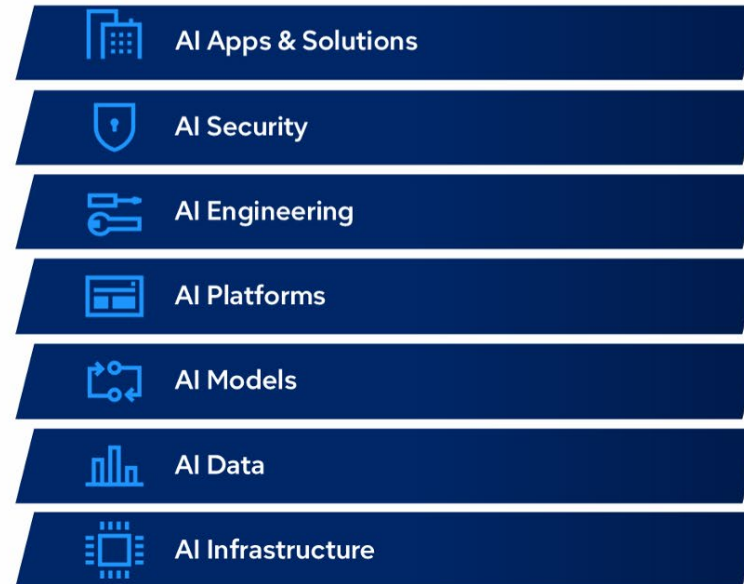 AI Apps & Solutions
AI Security
AI Engineering
AI Platforms
AI Models
AI Data
AI Infrastructure